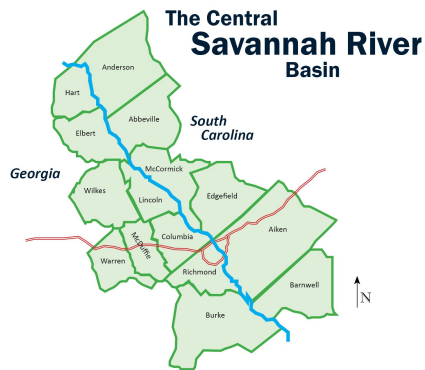 The Central
Savannah River
Basin
Anderson
Hart
Abbeville
South
Carolina
Elbert
Georgia
McCormick
Wilkes
Lincoln
Edgefield
Aiken
Columbia
McDuffie
Warren
Richmond
Barnwell
N
Burke